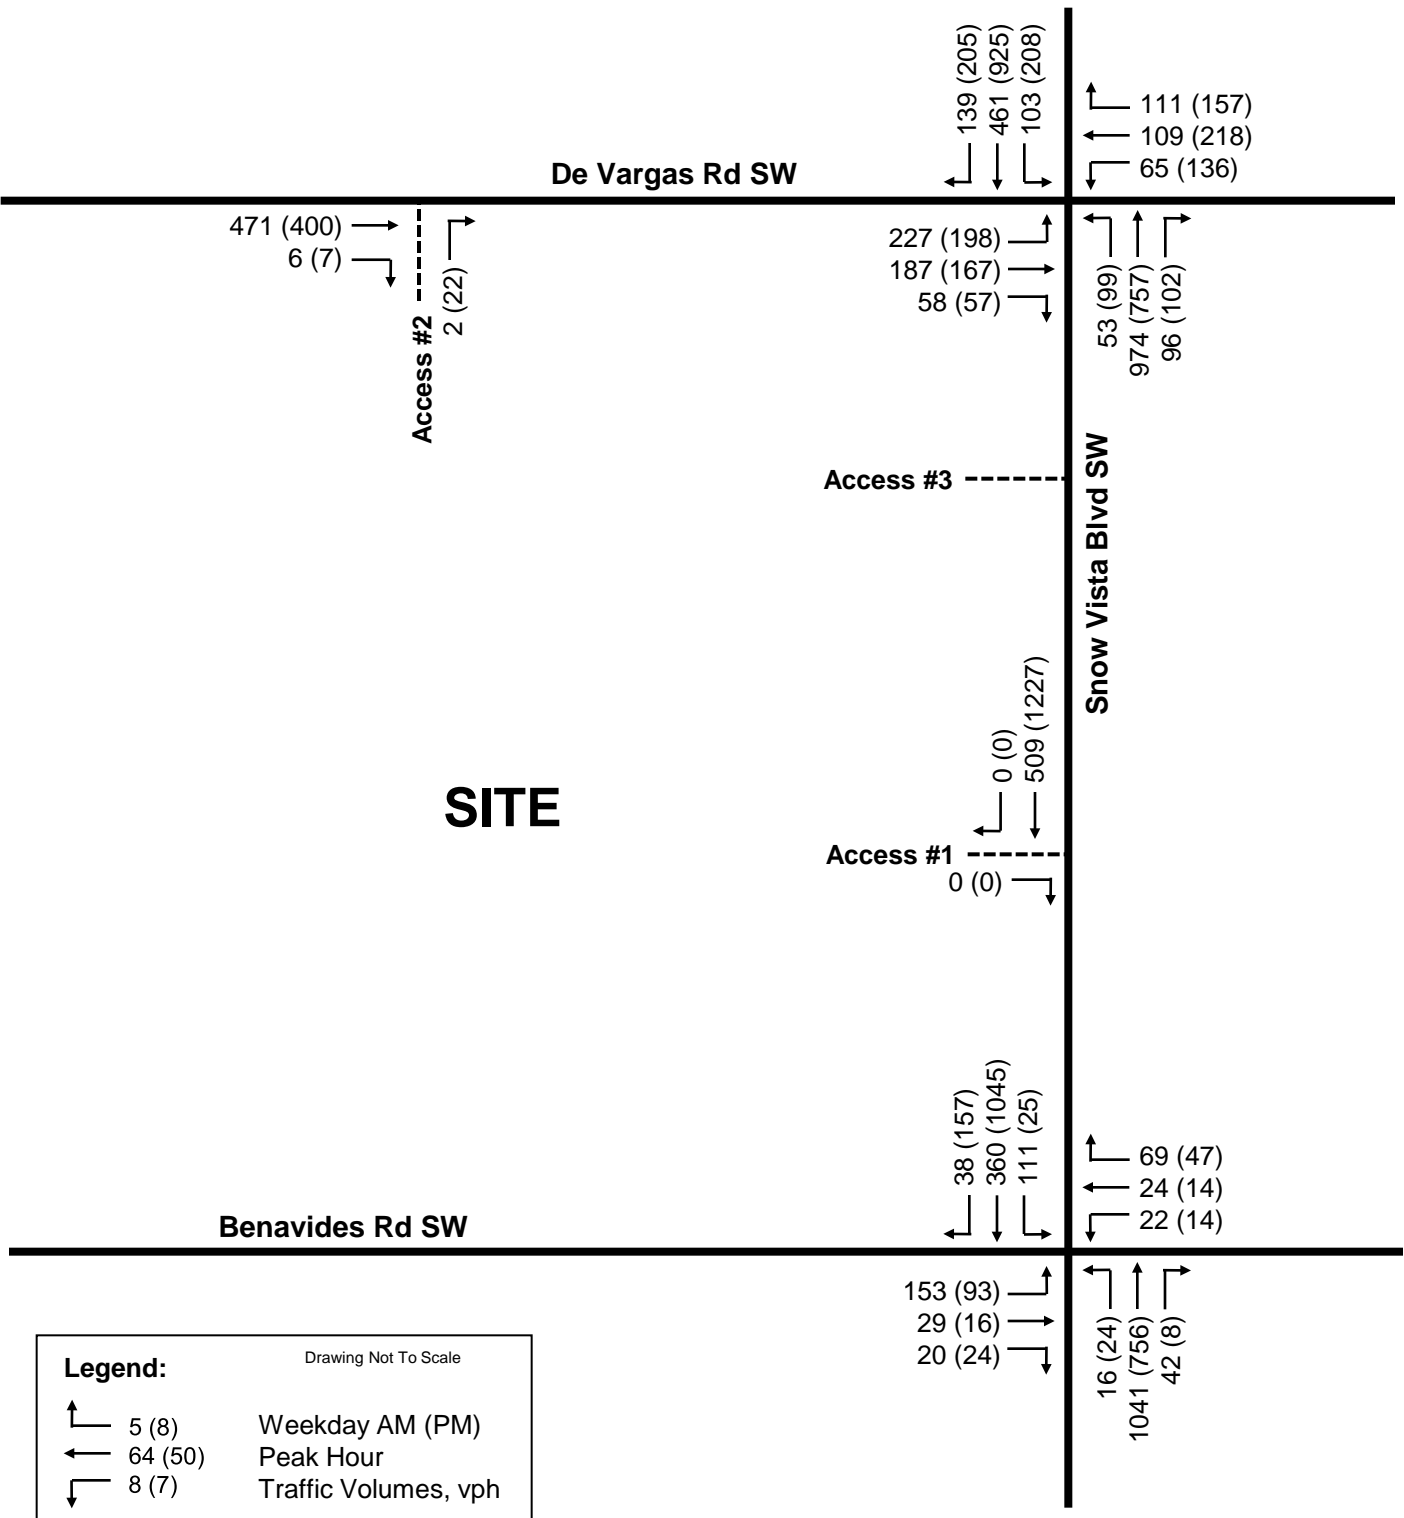 139 (205)
461 (925)
103 (208)
111 (157)
109 (218)
65 (136)
De Vargas Rd SW
471 (400)
6 (7)
Access #2
2 (22)
227 (198)
187 (167)
58 (57)
53 (99)
974 (757)
96 (102)
Access #3
Snow Vista Blvd SW
0 (0)
509 (1227)
SITE
Access #1
0 (0)
38 (157)
360 (1045)
111 (25)
69 (47)
24 (14)
22 (14)
Benavides Rd SW
153 (93)
29 (16)
20 (24)
16 (24)
1041 (756)
42 (8)
Legend:
Drawing Not To Scale
5 (8)
Weekday AM (PM)
64 (50)
Peak Hour
8 (7)
Traffic Volumes, vph